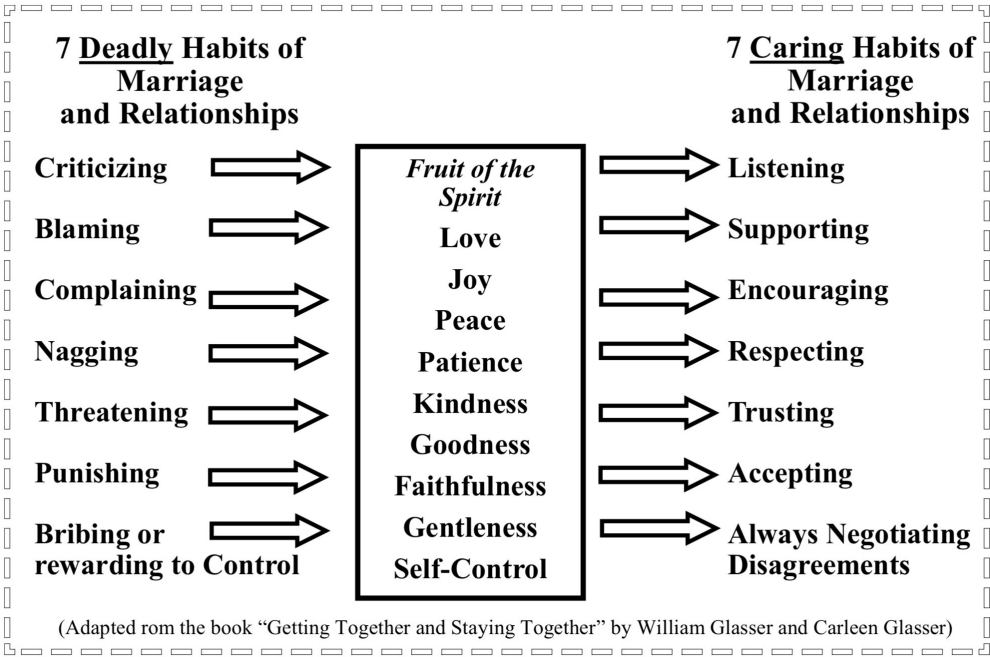 7 Deadly Habits of
Marriage
and Relationships
Criticizing
Blaming
Complaining
Nagging
Threatening
Punishing
Bribing or
rewarding to Control
Fruit of the
Spirit
Love
Joy
Peace
Patience
Kindness
Goodness
Faithfulness
Gentleness
Self-Control
7 Caring Habits of
Marriage
and Relationships
Listening
Supporting
Encouraging
Respecting
Trusting
Accepting
Always Negotiating
Disagreements
(Adapted rom the book “Getting Together and Staying Together” by William Glasser and Carleen Glasser)